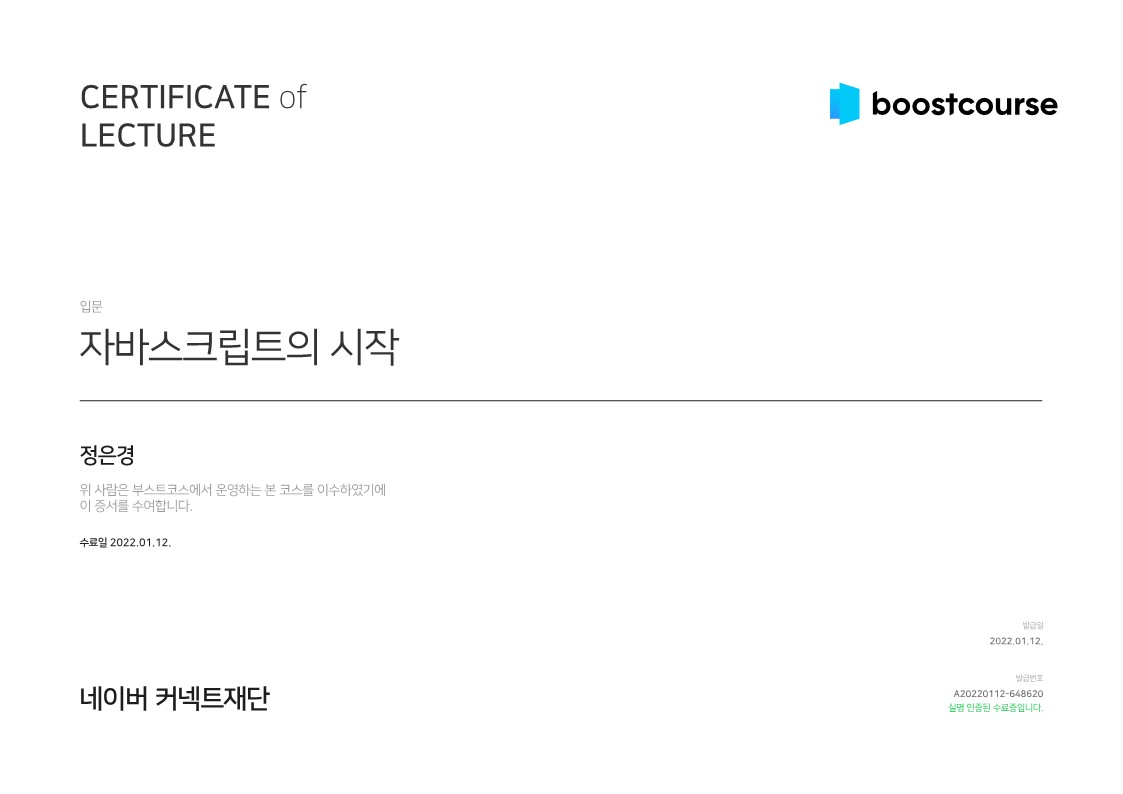 CERTIFICATE of
LECTURE
boostcourse
입문
자바스크립트의 시작
정은경
위 사람은 부스트코스에서 운영하는 본 코스를 이수하였기에
이 증서를 수여합니다.
수료일 2022.01.12.
발급일
2022.01.12.
네이버 커넥트재단
발급번호
A20220112-648620
실명 인증된 수료증입니다.